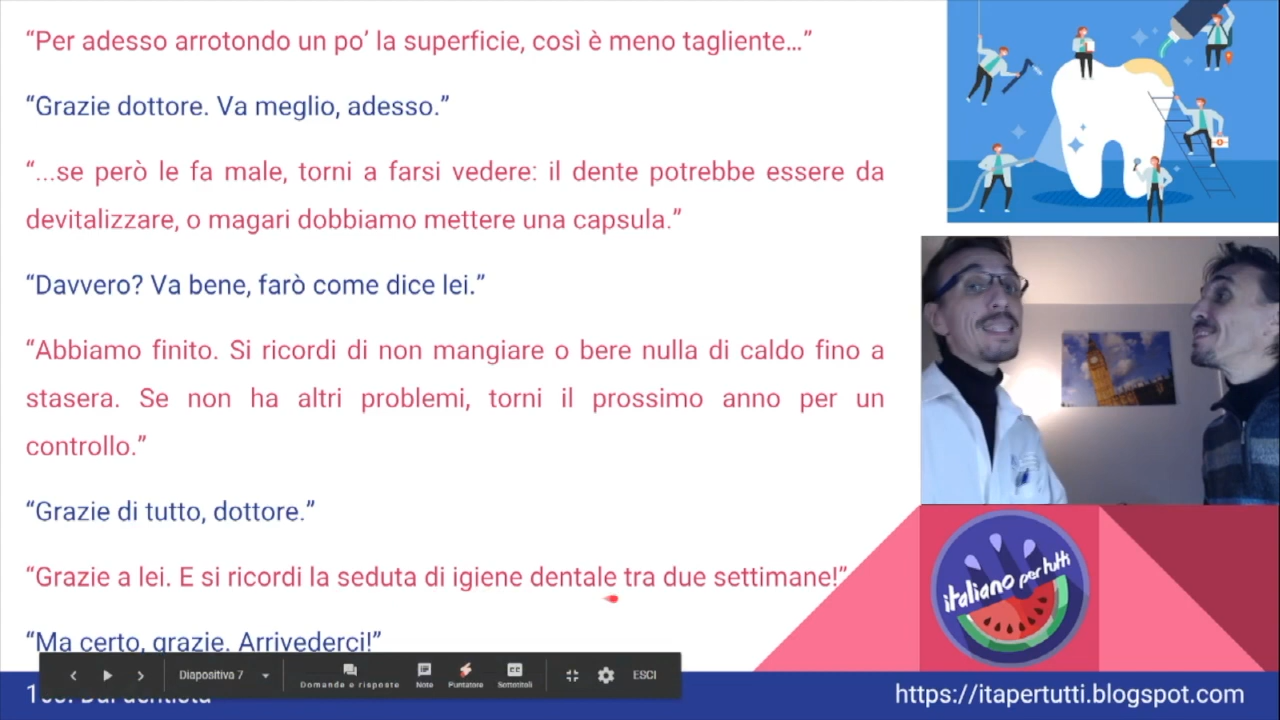 “Per adesso arrotondo un po’ la superficie, così è meno tagliente…”
“Grazie dottore. Va meglio, adesso.”
“...se però le fa male, torni a farsi vedere: il dente potrebbe essere da
devitalizzare, o magari dobbiamo mettere una capsula.”
“Davvero? Va bene, farò come dice lei.”
“Abbiamo finito. Si ricordi di non mangiare o bere nulla di caldo fino a
stasera. Se non ha altri problemi, torni il prossimo anno per un
controllo.”
“Grazie di tutto, dottore.”
“Grazie a lei. E si ricordi la seduta di igiene dentale tra due settimane!”
“Ma certo, grazie. Arrivederci!”
italiano per tutti
Diapositiva 7
Domande e risposte
Note
Puntatore
Sottotitoli
ESCI
Dal dentista
https://itapertutti.blogspot.com